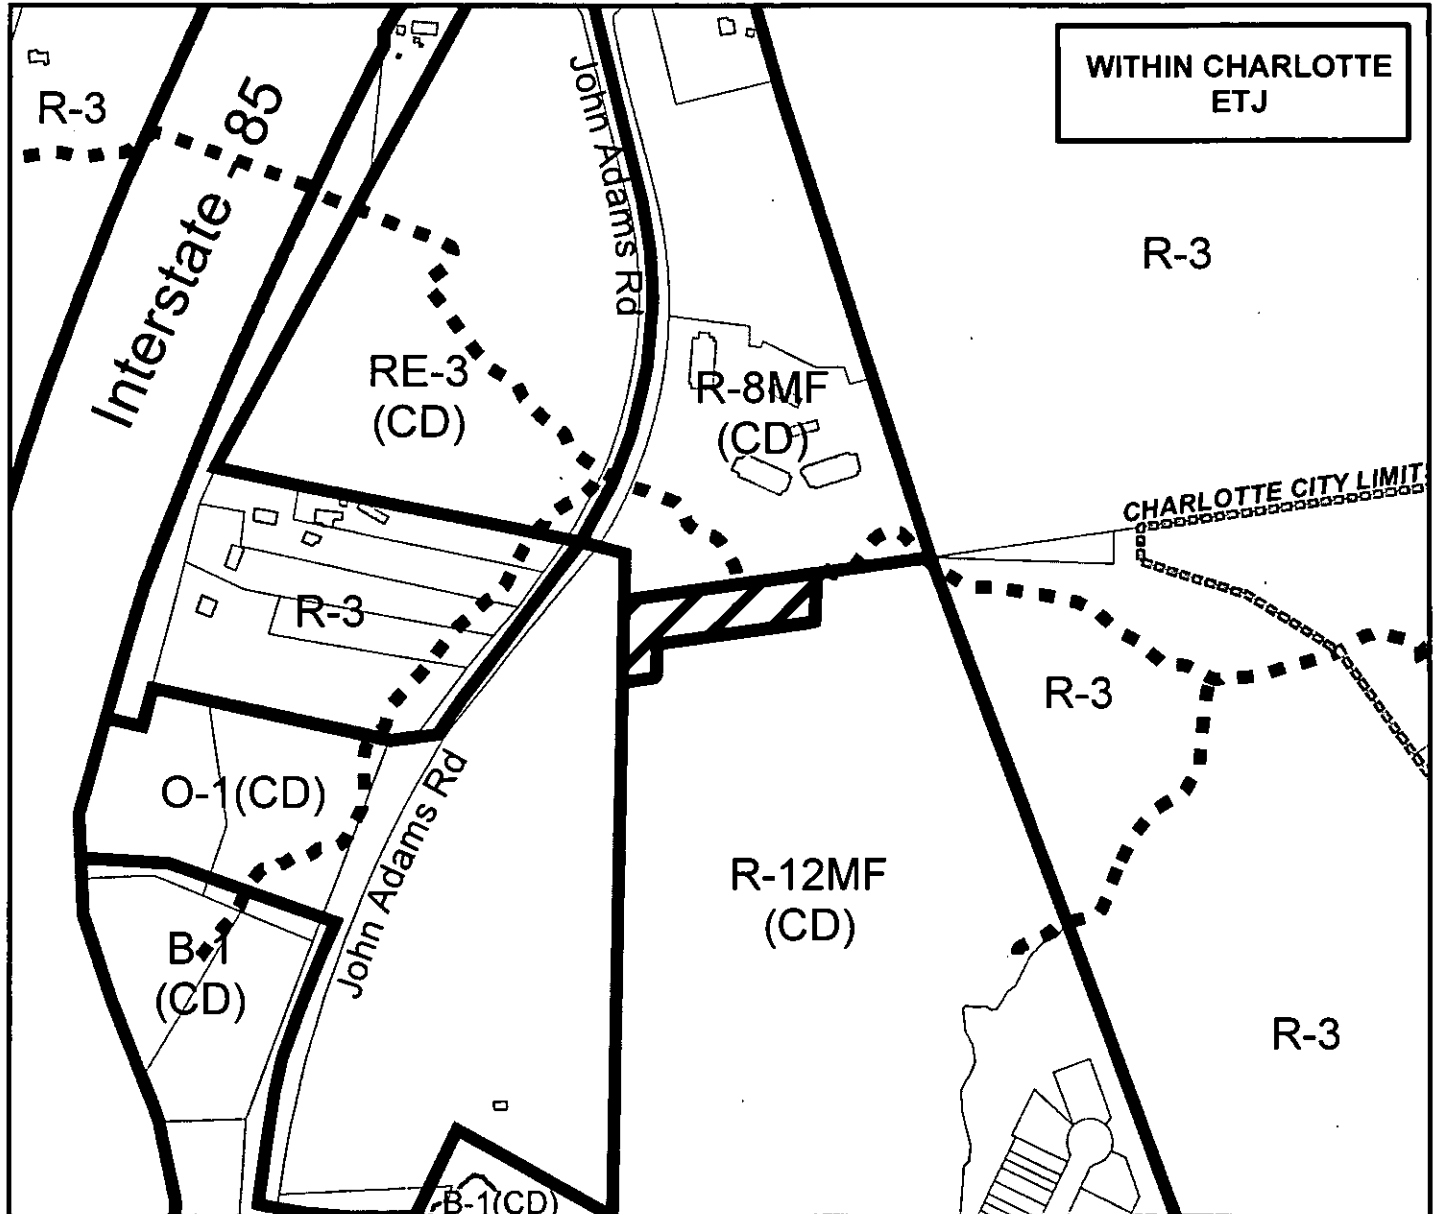 WITHIN CHARLOTTE
ETJ
R-3
Interstate - 85
John Adams Rd
R-3
RE-3
(CD)
R-8MF
(CD)
CHARLOTTE CITY LIMIT
R-3
R-3
O-1(CD)
John Adams Rd
R-12MF
(CD)
B-1
(CD)
R-3
B-1(CD)